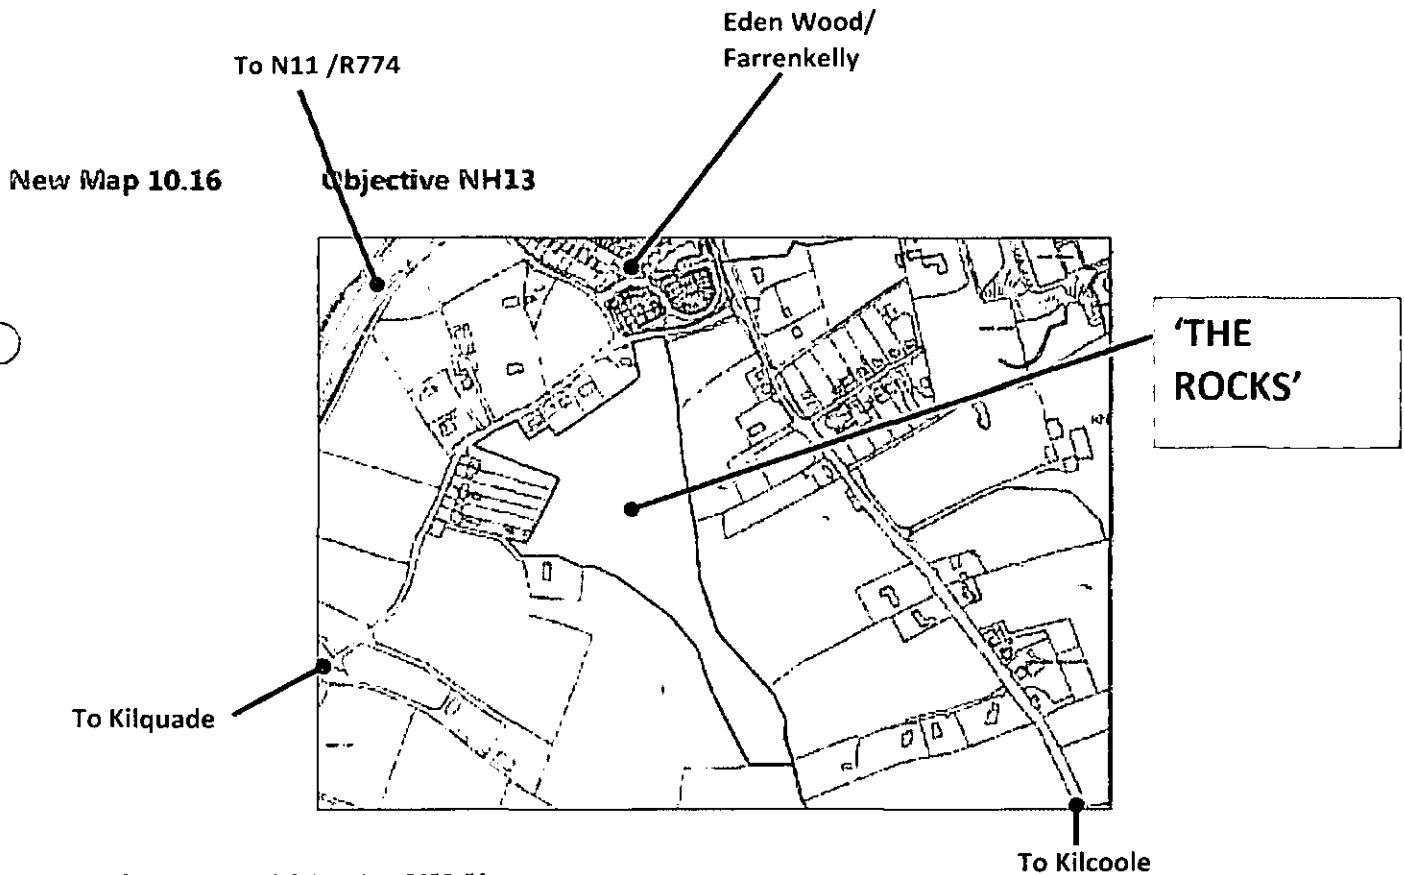 Eden Wood/
Farrenkelly
To N11 /R774
New Map 10.16 Objective NH13
‘THE
ROCKS’
To Kilquade
To Kilcoole